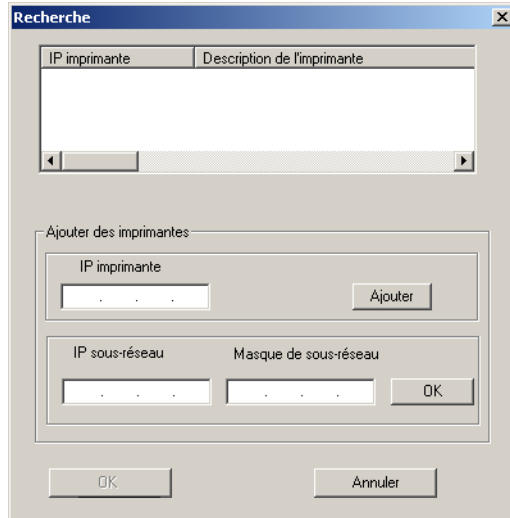 Recherche
IP imprimante Description de l'imprimante
Ajouter des imprimantes
IP imprimante
. . . Ajouter
IP sous-réseau Masque de sous-réseau
. . . . . . OK
OK Annuler